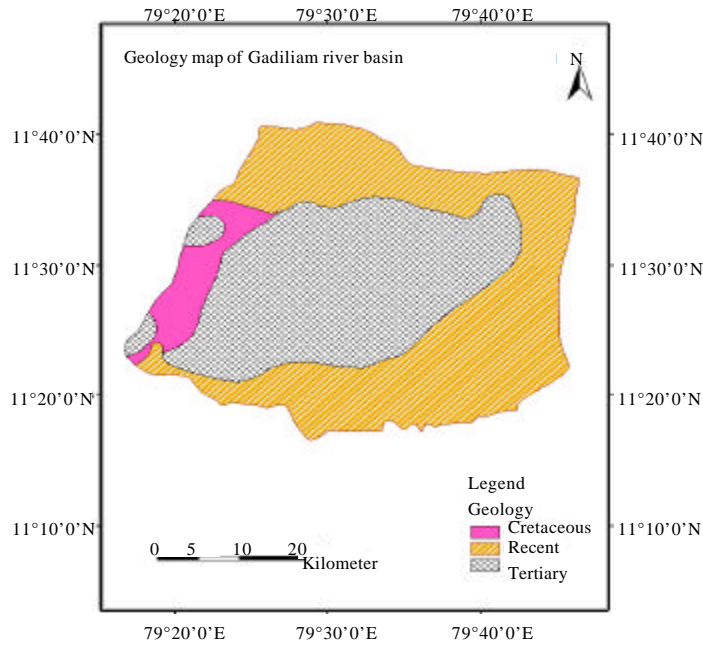 79°20'0'E 79°30'0'E 79°40'0'E
Geology map of Gadiliam river basin
N
11°40'0'N 11°40'0'N
11°30'0'N 11°30'0'N
11°20'0'N 11°20'0'N
Legend
Geology
Cretaceous
Recent
Tertiary
11°10'0'N 11°10'0'N
0 5 10 20
Kilometer
79°20'0'E 79°30'0'E 79°40'0'E